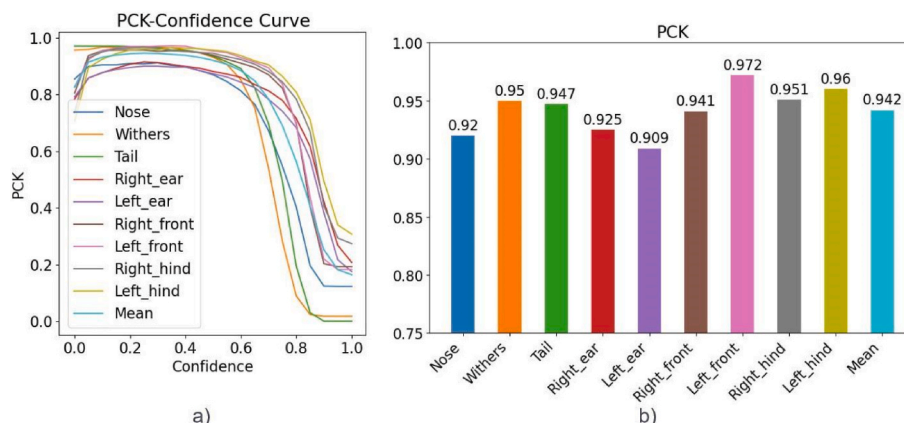 PCK-Confidence Curve
1.0
0.8
0.6
0.4
0.2
0.0
PCK
Nose
Withers
Tail
Right_ear
Left_ear
Right_front
Left_front
Right_hind
Left_hind
Mean
0.0 0.2 0.4 0.6 0.8 1.0
Confidence
a)
PCK
1.00
0.95
0.90
0.85
0.80
0.75
0.92 0.95 0.947 0.925 0.909 0.941 0.972 0.951 0.96 0.942
Nose Withers Tail Right_ear Left_ear Right_front Left_front Right_hind Left_hind Mean
b)